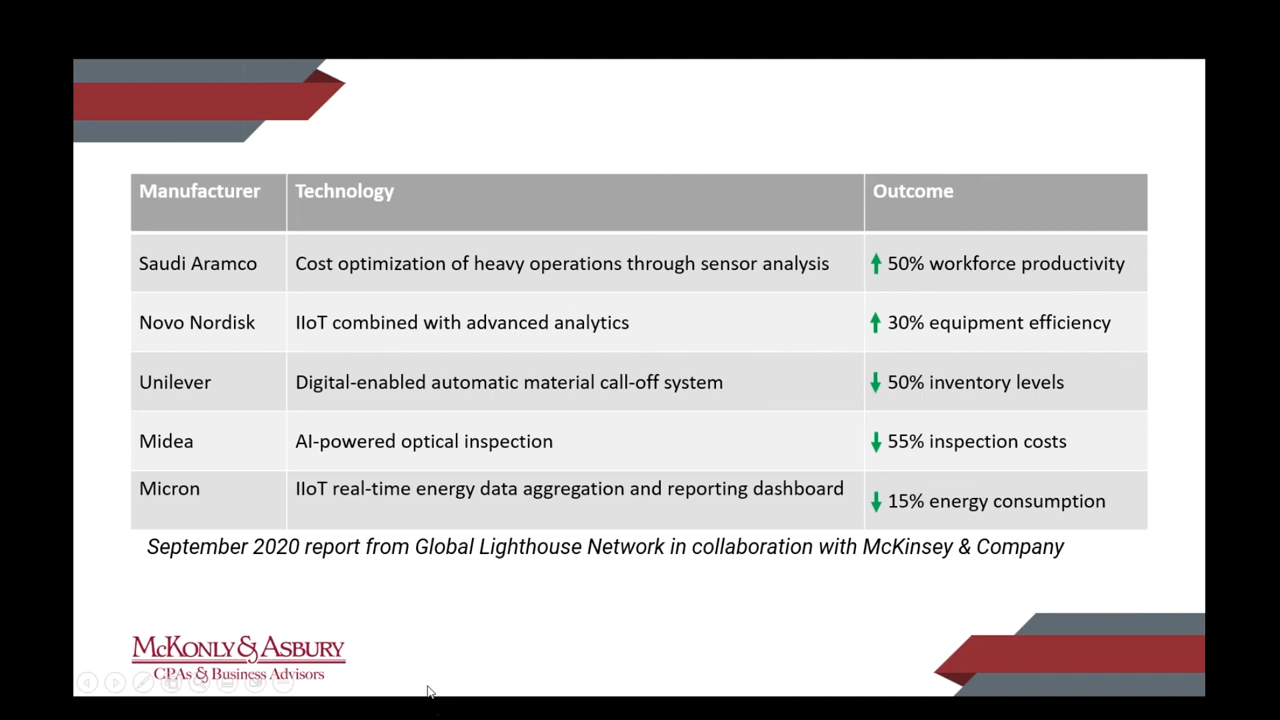 Manufacturer Technology Outcome
Saudi Aramco Cost optimization of heavy operations through sensor analysis 50% workforce productivity
Novo Nordisk IIoT combined with advanced analytics 30% equipment efficiency
Unilever Digital-enabled automatic material call-off system 50% inventory levels
Midea AI-powered optical inspection 55% inspection costs
Micron IIoT real-time energy data aggregation and reporting dashboard 15% energy consumption
September 2020 report from Global Lighthouse Network in collaboration with McKinsey & Company
McKonly & Asbury
CPAs & Business Advisors